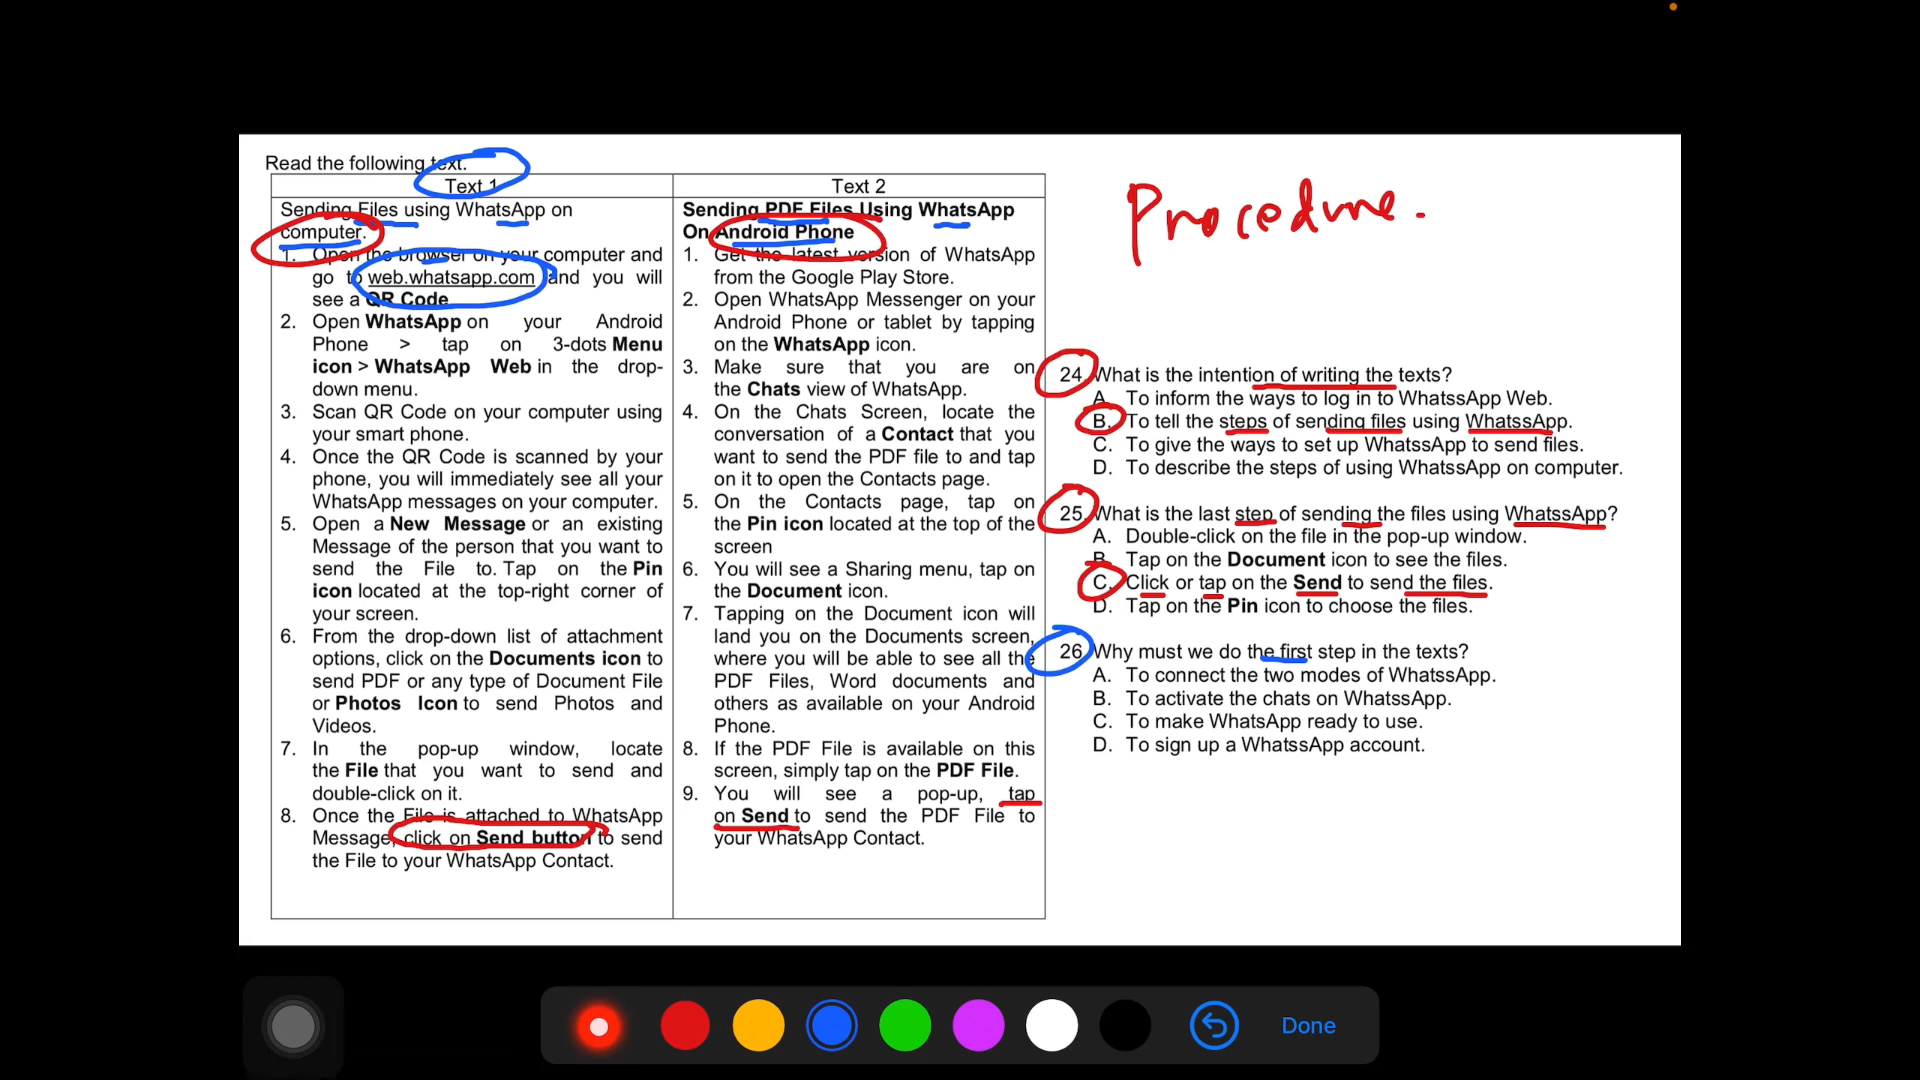 Read the following text.
Text 1
Sending Files using WhatsApp on
computer.
1. Open the browser on your computer and
go to web.whatsapp.com and you will
see a QR Code
2. Open WhatsApp on your Android
Phone > tap on 3-dots Menu
icon > WhatsApp Web in the drop-
down menu.
3. Scan QR Code on your computer using
your smart phone.
4. Once the QR Code is scanned by your
phone, you will immediately see all your
WhatsApp messages on your computer.
5. Open a New Message or an existing
Message of the person that you want to
send the File to. Tap on the Pin
icon located at the top-right corner of
your screen.
6. From the drop-down list of attachment
options, click on the Documents icon to
send PDF or any type of Document File
or Photos Icon to send Photos and
Videos.
7. In the pop-up window, locate
the File that you want to send and
double-click on it.
8. Once the File is attached to WhatsApp
Message, click on Send button to send
the File to your WhatsApp Contact.
Text 2
Sending PDF Files Using WhatsApp
On Android Phone
1. Get the latest version of WhatsApp
from the Google Play Store.
2. Open WhatsApp Messenger on your
Android Phone or tablet by tapping
on the WhatsApp icon.
3. Make sure that you are on
the Chats view of WhatsApp.
4. On the Chats Screen, locate the
conversation of a Contact that you
want to send the PDF file to and tap
on it to open the Contacts page.
5. On the Contacts page, tap on
the Pin icon located at the top of the
screen
6. You will see a Sharing menu, tap on
the Document icon.
7. Tapping on the Document icon will
land you on the Documents screen,
where you will be able to see all the
PDF Files, Word documents and
others as available on your Android
Phone.
8. If the PDF File is available on this
screen, simply tap on the PDF File.
9. You will see a pop-up, tap
on Send to send the PDF File to
your WhatsApp Contact.
Procedure.
24. What is the intention of writing the texts?
A. To inform the ways to log in to WhatssApp Web.
B. To tell the steps of sending files using WhatssApp.
C. To give the ways to set up WhatssApp to send files.
D. To describe the steps of using WhatssApp on computer.
25. What is the last step of sending the files using WhatssApp?
A. Double-click on the file in the pop-up window.
B. Tap on the Document icon to see the files.
C. Click or tap on the Send to send the files.
D. Tap on the Pin icon to choose the files.
26. Why must we do the first step in the texts?
A. To connect the two modes of WhatssApp.
B. To activate the chats on WhatssApp.
C. To make WhatsApp ready to use.
D. To sign up a WhatssApp account.
Done